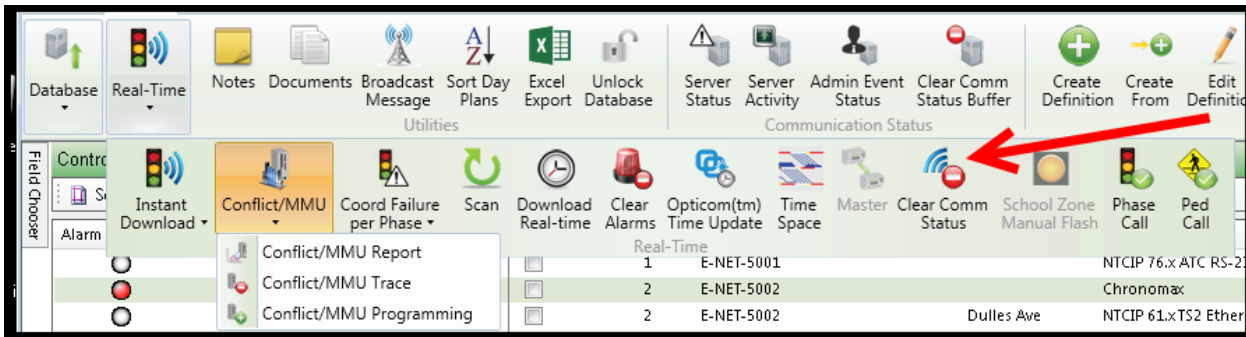 Database
Real-Time
Notes
Documents
Broadcast
Message
Sort Day
Plans
Excel
Export
Unlock
Database
Utilities
Server
Status
Server
Activity
Admin Event
Status
Clear Comm
Status Buffer
Communication Status
Create
Definition
Create
From
Edit
Field Chooser
Alarm
Instant
Download
Conflict/MMU
Coord Failure
per Phase
Scan
Download
Real-time
Clear
Alarms
Opticom(tm)
Time Update
Time
Space
Master
Clear Comm
Status
School Zone
Manual Flash
Phase
Call
Ped
Call
Real-Time
Conflict/MMU Report
Conflict/MMU Trace
Conflict/MMU Programming
1 E-NET-5001 NTCIP 76.x ATC
2 E-NET-5002 Chronomax
2 E-NET-5002 Dulles Ave NTCIP 61.x TS2